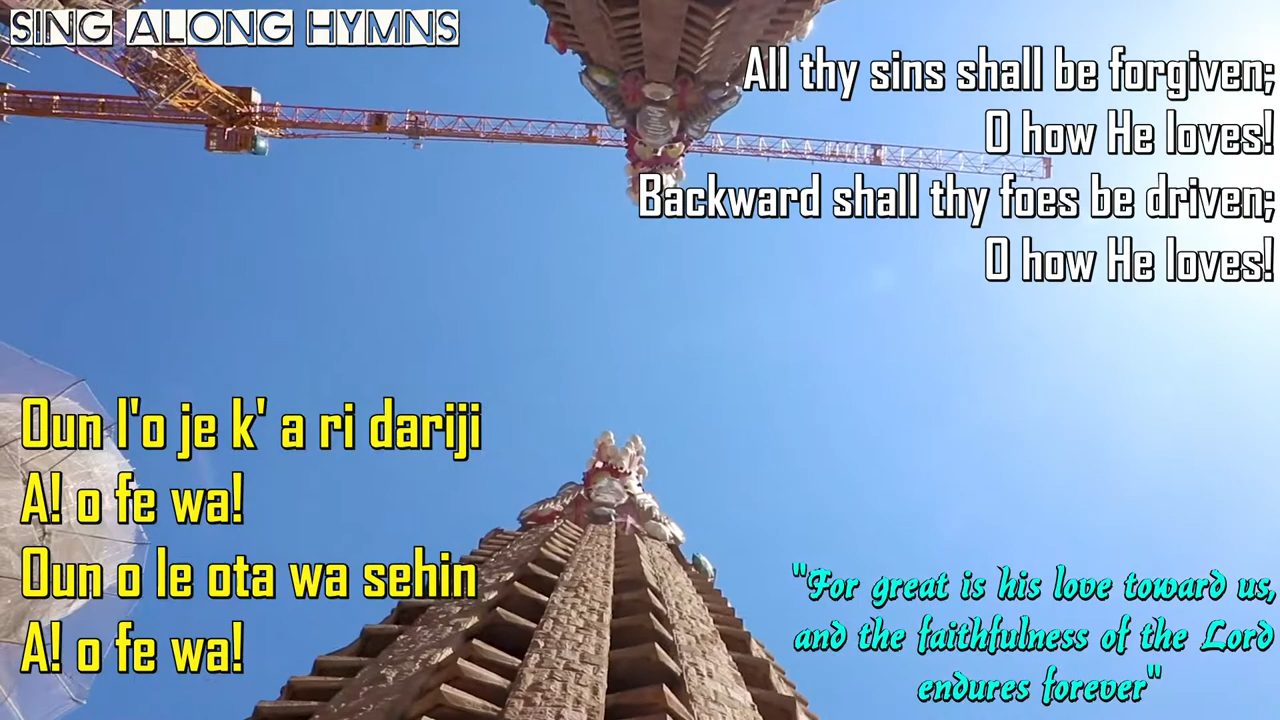 SING ALONG HYMNS
All thy sins shall be forgiven;
O how He loves!
Backward shall thy foes be driven;
O how He loves!
Oun l'o je k' a ri dariji
A! o fe wa!
Oun o le ota wa sehin
A! o fe wa!
"For great is his love toward us,
and the faithfulness of the Lord
endures forever"